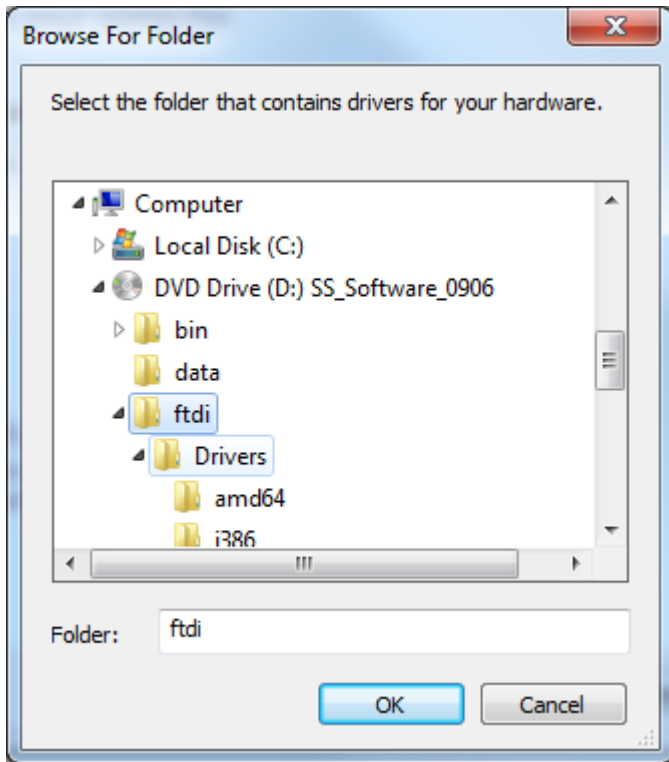 Browse For Folder
Select the folder that contains drivers for your hardware.
Computer
Local Disk (C:)
DVD Drive (D:) SS_Software_0906
bin
data
ftdi
Drivers
amd64
i386
Folder: ftdi
OK Cancel